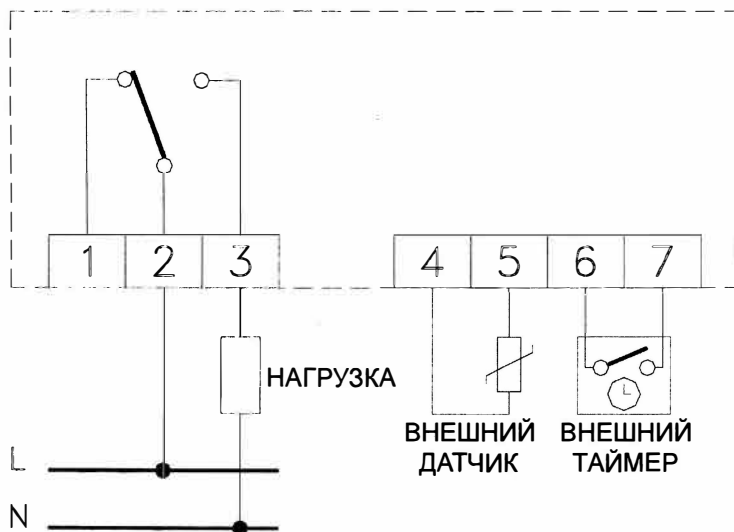 1 2 3 4 5 6 7
НАГРУЗКА
ВНЕШНИЙ ДАТЧИК
ВНЕШНИЙ ТАЙМЕР
L
N